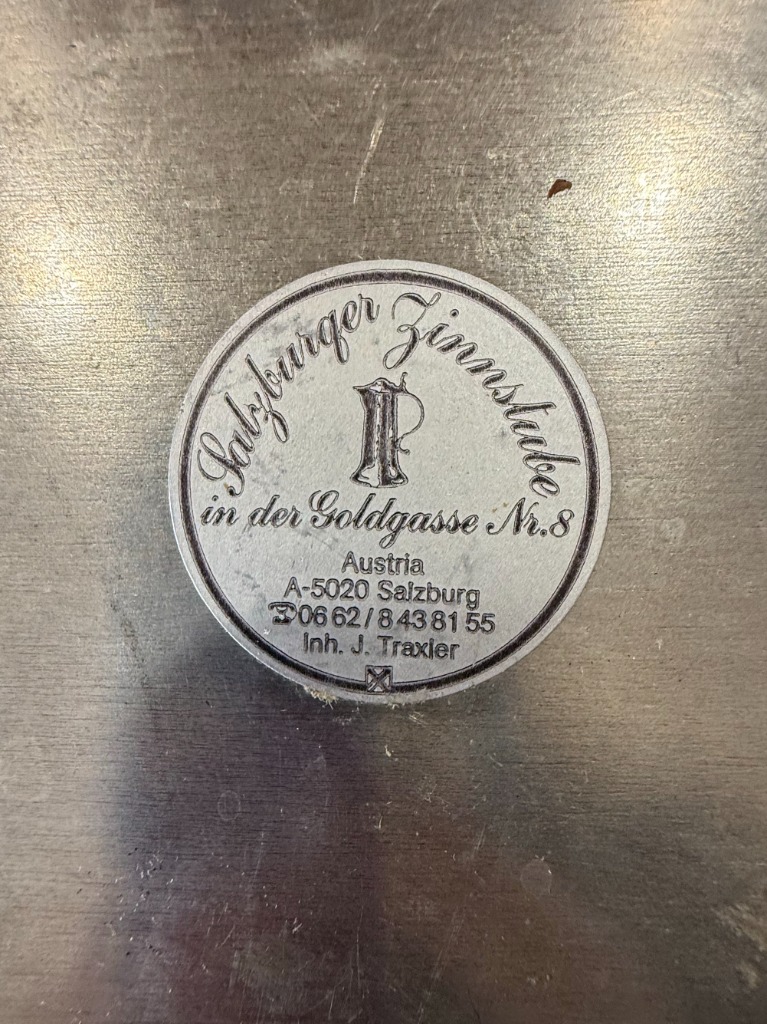 Salzburger Zinnstube
in der Goldgasse Nr.8
Austria
A-5020 Salzburg
☎06 62 / 8 43 81 55
Inh. J. Traxler